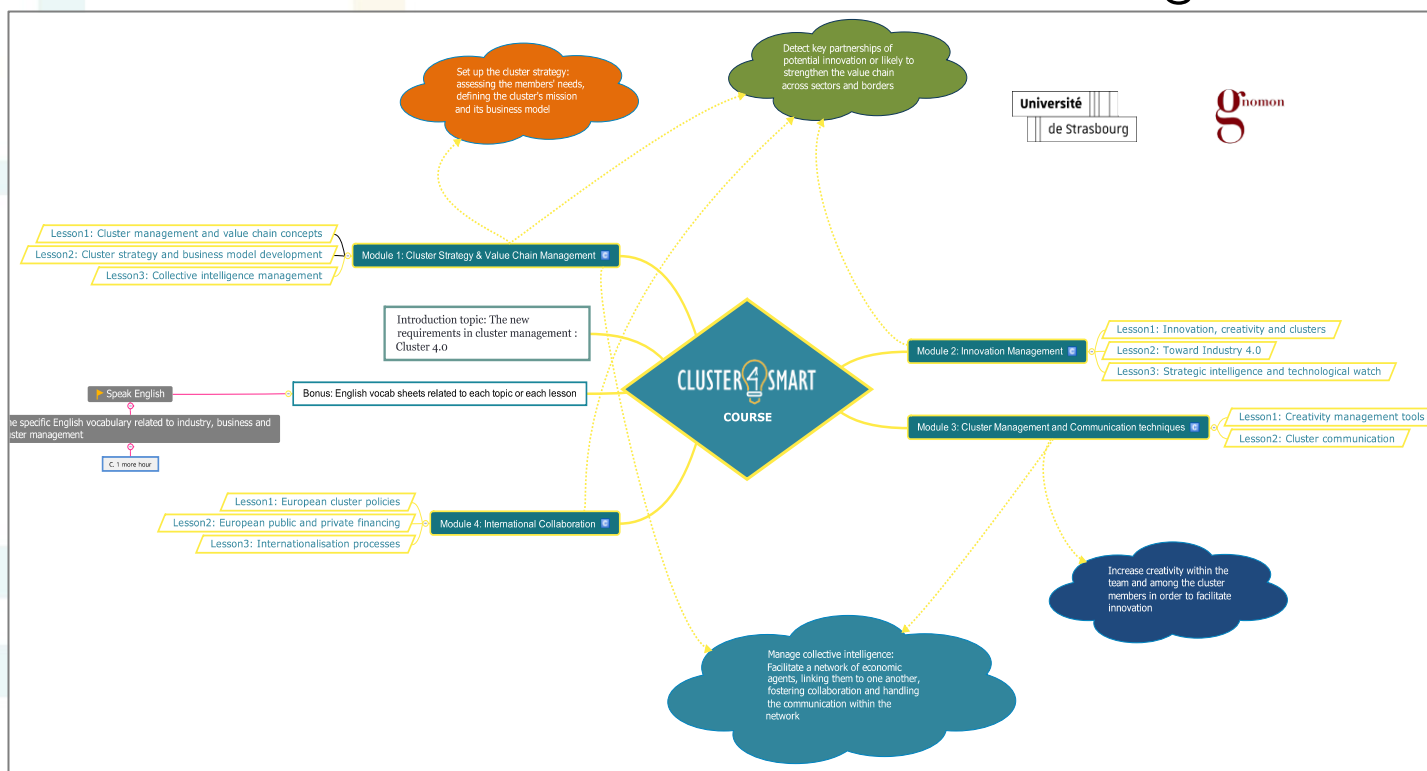 Set up the cluster strategy:
assessing the members' needs,
defining the cluster's mission
and its business model
Detect key partnerships of
potential innovation or likely to
strengthen the value chain
across sectors and borders
Université
de Strasbourg
gnomon
Lesson1: Cluster management and value chain concepts
Lesson2: Cluster strategy and business model development
Lesson3: Collective intelligence management
Module 1: Cluster Strategy & Value Chain Management
C
Introduction topic: The new
requirements in cluster management :
Cluster 4.0
Speak English
Bonus: English vocab sheets related to each topic or each lesson
specific English vocabulary related to industry, business and
management
C. 1 more hour
CLUSTER 4 SMART
COURSE
Module 2: Innovation Management
C
Lesson1: Innovation, creativity and clusters
Lesson2: Toward Industry 4.0
Lesson3: Strategic intelligence and technological watch
Module 3: Cluster Management and Communication techniques
C
Lesson1: Creativity management tools
Lesson2: Cluster communication
Lesson1: European cluster policies
Lesson2: European public and private financing
Lesson3: Internationalisation processes
Module 4: International Collaboration
C
Increase creativity within the
team and among the cluster
members in order to facilitate
innovation
Manage collective intelligence:
Facilitate a network of economic
agents, linking them to one another,
fostering collaboration and handling
the communication within the
network